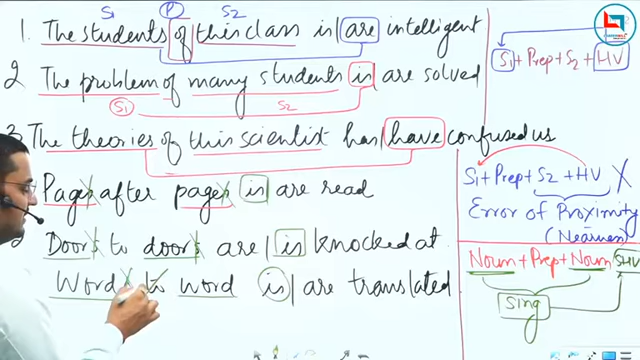 S1 P S2
1. The students of this class is | are intelligent
2 The problem of many students is | are solved
S1 S2
3. The theories of this scientist has | have confused us
Pages after pages is | are read
Doors to doors are | is knocked at
Words to word is | are translated
S1 + Prep + S2 + HV
S1 + Prep + S2 + HV X
Error of Proximity
(Nearness)
Noun + Prep + Noun SHV
Sing